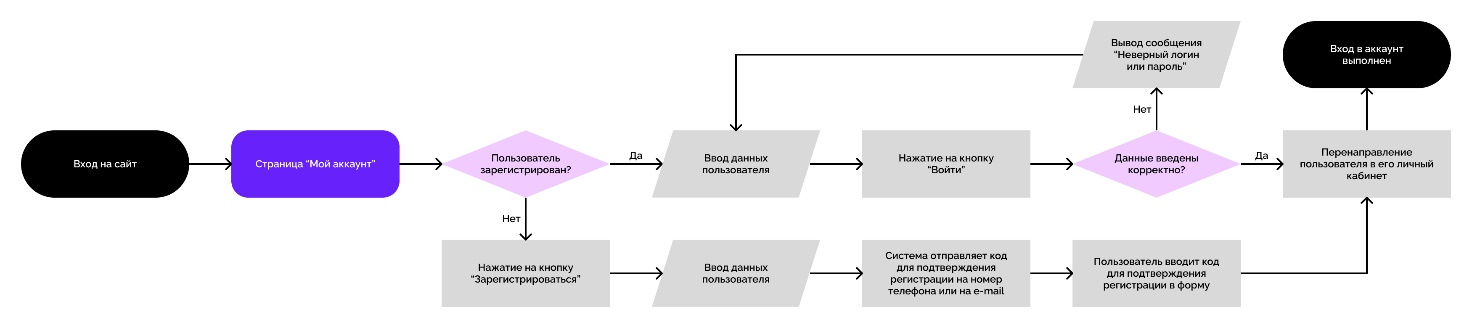 Вывод сообщения
“Неверный логин
или пароль”
Вход в аккаунт
выполнен
Нет
Вход на сайт
Страница “Мой аккаунт”
Пользователь
зарегистрирован?
Да
Ввод данных
пользователя
Нажатие на кнопку
“Войти”
Данные введены
корректно?
Да
Перенаправление
пользователя в его личный
кабинет
Нет
Нажатие на кнопку
“Зарегистрироваться”
Ввод данных
пользователя
Система отправляет код
для подтверждения
регистрации на номер
телефона или на e-mail
Пользователь вводит код
для подтверждения
регистрации в форму